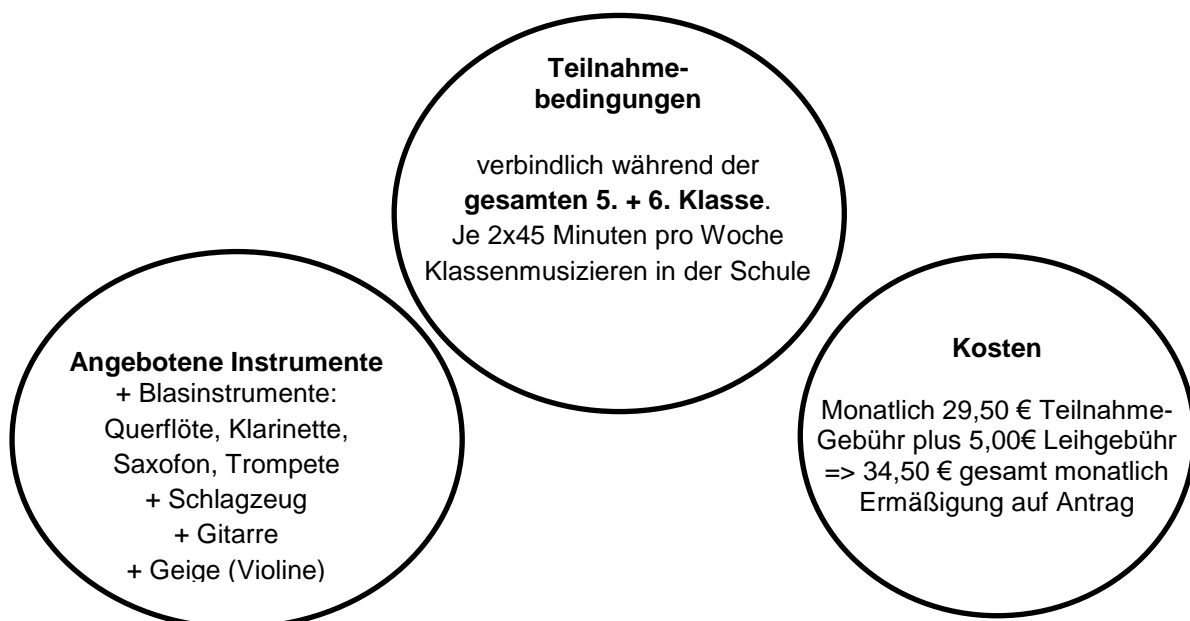 Teilnahme-
bedingungen
verbindlich während der
gesamten 5. + 6. Klasse.
Je 2x45 Minuten pro Woche
Klassenmusizieren in der Schule
Angebotene Instrumente
+ Blasinstrumente:
Querflöte, Klarinette,
Saxofon, Trompete
+ Schlagzeug
+ Gitarre
+ Geige (Violine)
Kosten
Monatlich 29,50 € Teilnahme-
Gebühr plus 5,00€ Leihgebühr
=> 34,50 € gesamt monatlich
Ermäßigung auf Antrag